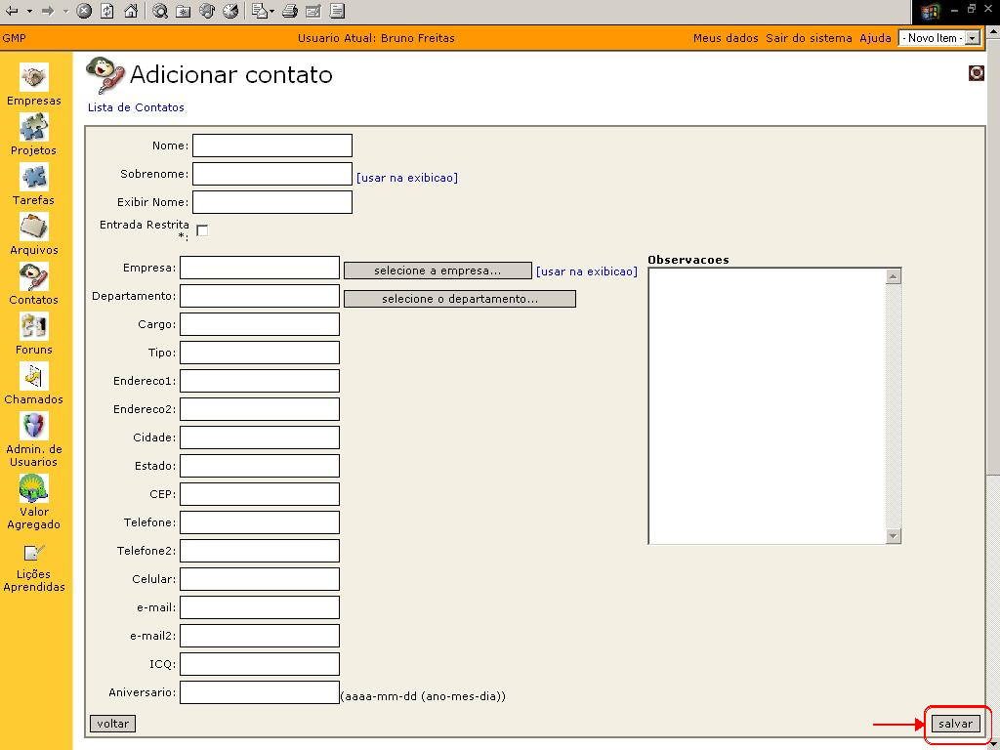 GMP Usuario Atual: Bruno Freitas Meus dados Sair do sistema Ajuda - Novo Item -
Adicionar contato
Lista de Contatos
Empresas
Projetos
Tarefas
Arquivos
Contatos
Foruns
Chamados
Admin. de
Usuarios
Valor
Agregado
Lições
Aprendidas
Nome:
Sobrenome: [usar na exibicao]
Exibir Nome:
Entrada Restrita
*:
Empresa: selecione a empresa... [usar na exibicao]
Departamento: selecione o departamento...
Cargo:
Tipo:
Endereco1:
Endereco2:
Cidade:
Estado:
CEP:
Telefone:
Telefone2:
Celular:
e-mail:
e-mail2:
ICQ:
Aniversario: (aaaa-mm-dd (ano-mes-dia))
Observacoes
voltar salvar